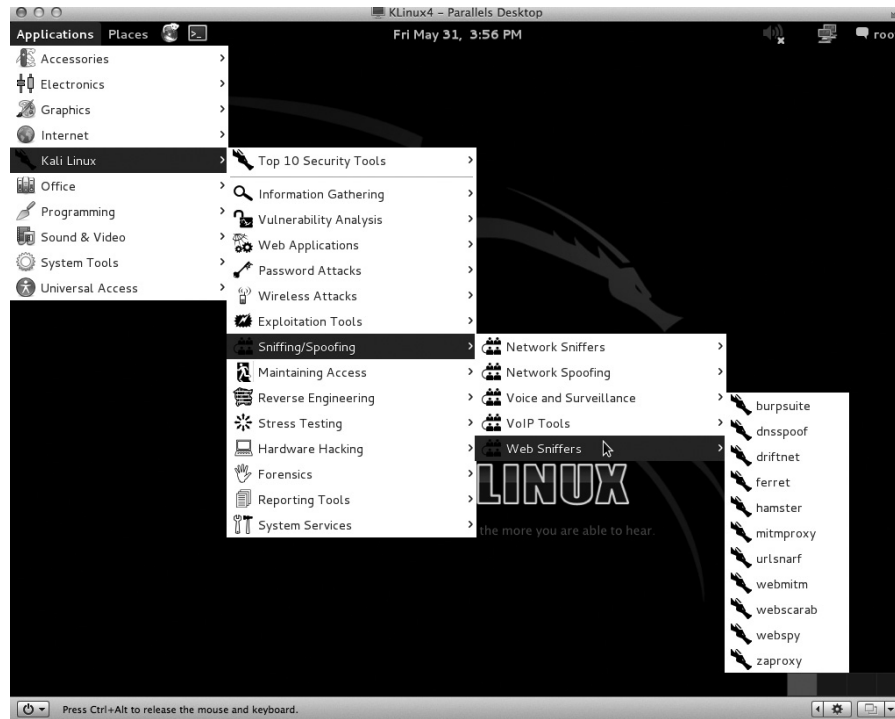 KLinux4 – Parallels Desktop
Applications Places Fri May 31, 3:56 PM roo
Accessories
Electronics
Graphics
Internet
Kali Linux
Office
Programming
Sound & Video
System Tools
Universal Access
Top 10 Security Tools
Information Gathering
Vulnerability Analysis
Web Applications
Password Attacks
Wireless Attacks
Exploitation Tools
Sniffing/Spoofing
Maintaining Access
Reverse Engineering
Stress Testing
Hardware Hacking
Forensics
Reporting Tools
System Services
Network Sniffers
Network Spoofing
Voice and Surveillance
VoIP Tools
Web Sniffers
burpsuite
dnsspoof
driftnet
ferret
hamster
mitmproxy
urlsnarf
webmitm
webscarab
webspy
zaproxy
LINUX
the more you are able to hear.
Press Ctrl+Alt to release the mouse and keyboard.